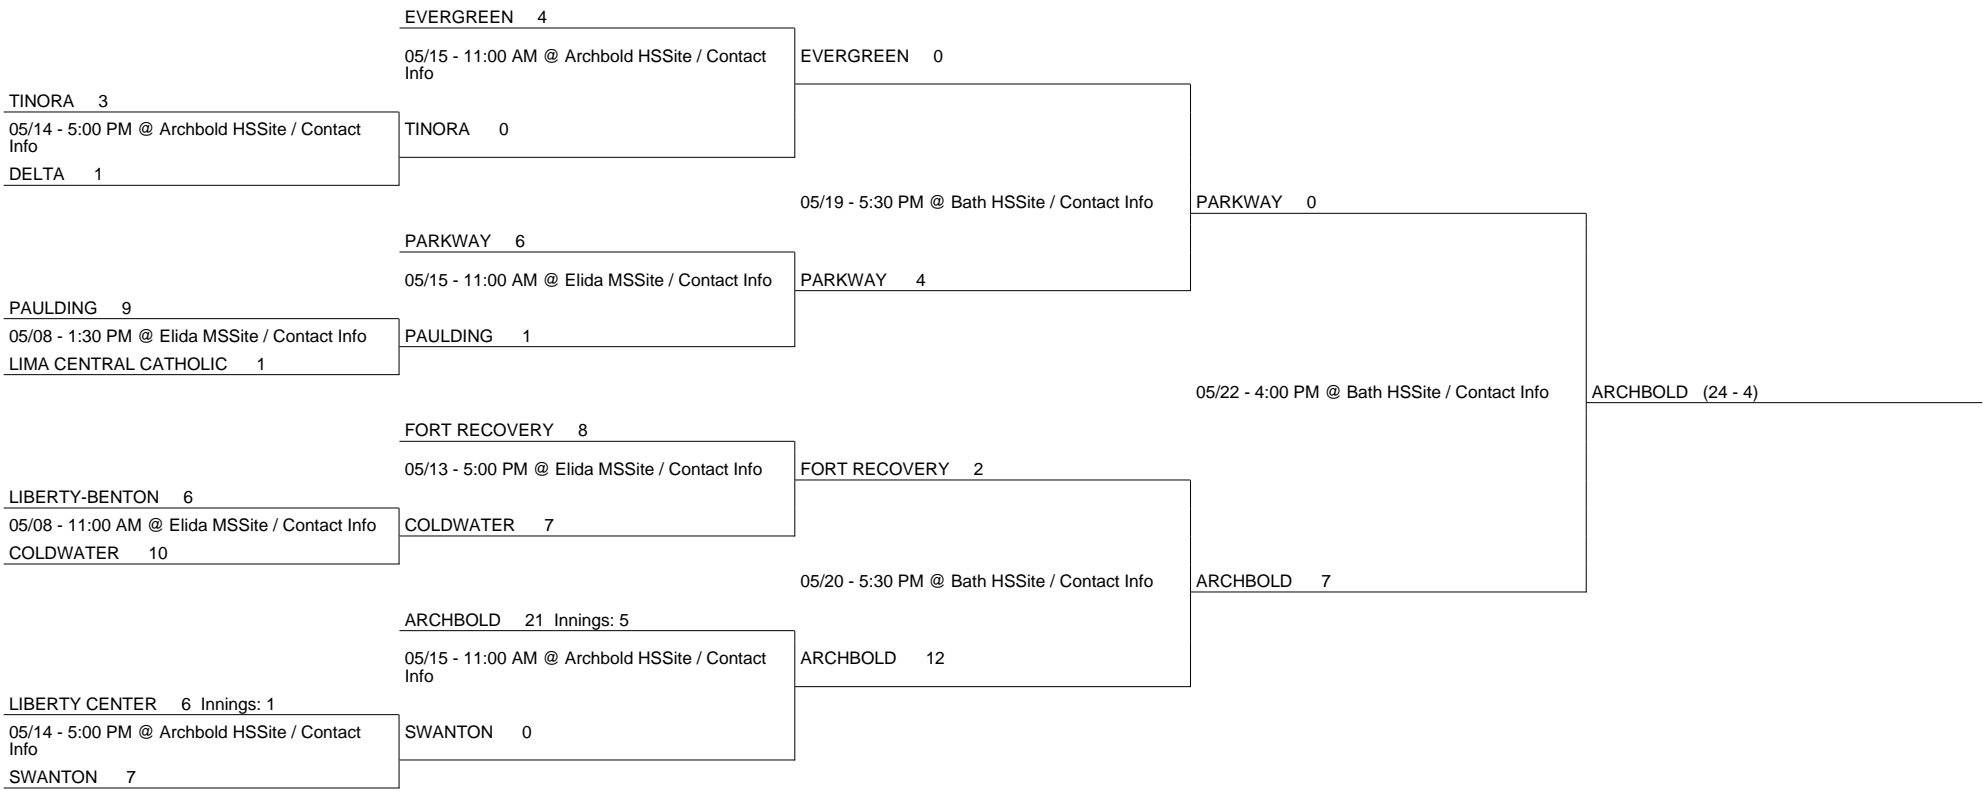 EVERGREEN 4
05/15 - 11:00 AM @ Archbold HSSite / Contact
Info
EVERGREEN 0
TINORA 3
05/14 - 5:00 PM @ Archbold HSSite / Contact
Info
TINORA 0
DELTA 1
05/19 - 5:30 PM @ Bath HSSite / Contact Info
PARKWAY 0
PARKWAY 6
05/15 - 11:00 AM @ Elida MSSite / Contact Info
PARKWAY 4
PAULDING 9
05/08 - 1:30 PM @ Elida MSSite / Contact Info
PAULDING 1
LIMA CENTRAL CATHOLIC 1
05/22 - 4:00 PM @ Bath HSSite / Contact Info
ARCHBOLD (24 - 4)
FORT RECOVERY 8
05/13 - 5:00 PM @ Elida MSSite / Contact Info
FORT RECOVERY 2
LIBERTY-BENTON 6
05/08 - 11:00 AM @ Elida MSSite / Contact Info
COLDWATER 7
COLDWATER 10
05/20 - 5:30 PM @ Bath HSSite / Contact Info
ARCHBOLD 7
ARCHBOLD 21 Innings: 5
05/15 - 11:00 AM @ Archbold HSSite / Contact
Info
ARCHBOLD 12
LIBERTY CENTER 6 Innings: 1
05/14 - 5:00 PM @ Archbold HSSite / Contact
Info
SWANTON 0
SWANTON 7